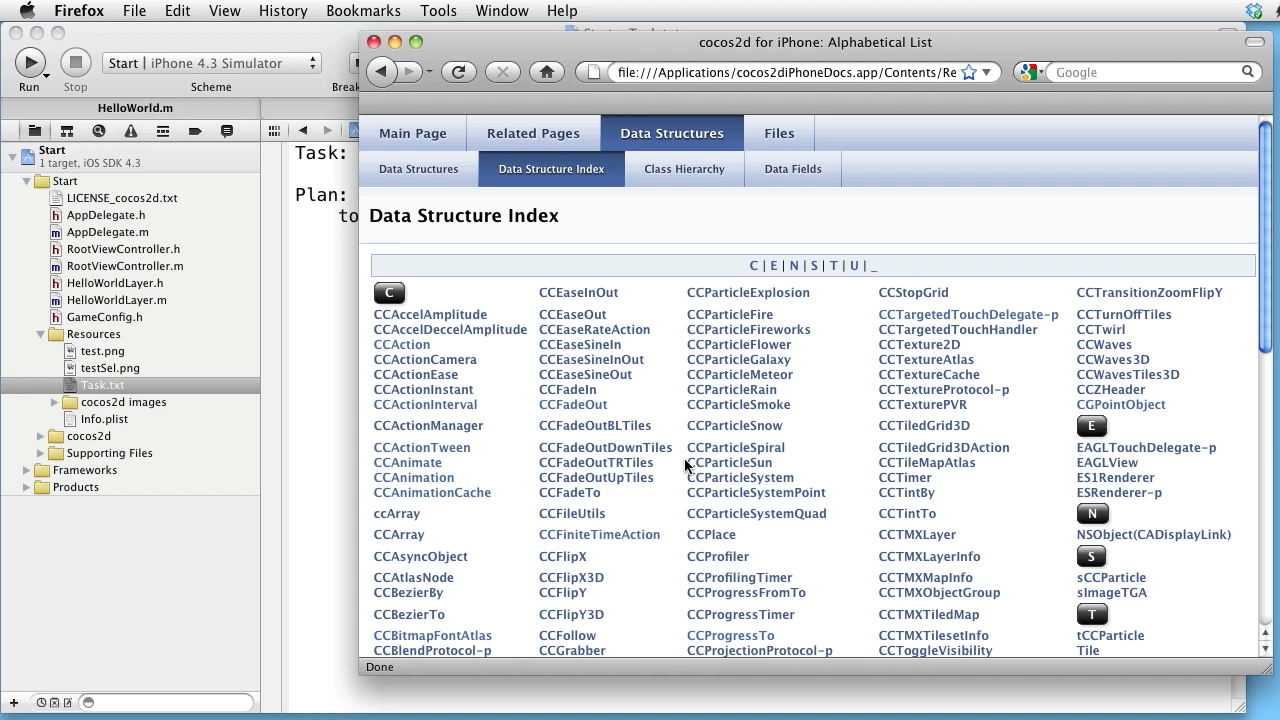 Firefox File Edit View History Bookmarks Tools Window Help
cocos2d for iPhone: Alphabetical List
Start | iPhone 4.3 Simulator
file:///Applications/cocos2diPhoneDocs.app/Contents/Re
Google
Run Stop Scheme Break
HelloWorld.m
Start
1 target, iOS SDK 4.3
Start
LICENSE_cocos2d.txt
AppDelegate.h
AppDelegate.m
RootViewController.h
RootViewController.m
HelloWorldLayer.h
HelloWorldLayer.m
GameConfig.h
Resources
test.png
testSel.png
Task.txt
cocos2d images
Info.plist
cocos2d
Supporting Files
Frameworks
Products
Task:
Plan:
to
Main Page Related Pages Data Structures Files
Data Structures Data Structure Index Class Hierarchy Data Fields
Data Structure Index
C | E | N | S | T | U | _
C CCEaseInOut CCParticleExplosion CCStopGrid CCTransitionZoomFlipY
CCAccelAmplitude CCEaseOut CCParticleFire CCTargetedTouchDelegate-p CCTurnOffTiles
CCAccelDeccelAmplitude CCEaseRateAction CCParticleFireworks CCTargetedTouchHandler CCTwirl
CCAction CCEaseSineIn CCParticleFlower CCTexture2D CCWaves
CCActionCamera CCEaseSineInOut CCParticleGalaxy CCTextureAtlas CCWaves3D
CCActionEase CCEaseSineOut CCParticleMeteor CCTextureCache CCWavesTiles3D
CCActionInstant CCFadeIn CCParticleRain CCTextureProtocol-p CCZHeader
CCActionInterval CCFadeOut CCParticleSmoke CCTexturePVR CGPointObject
CCActionManager CCFadeOutBLTiles CCParticleSnow CCTiledGrid3D E
CCActionTween CCFadeOutDownTiles CCParticleSpiral CCTiledGrid3DAction EAGLTouchDelegate-p
CCAnimate CCFadeOutTRTiles CCParticleSun CCTileMapAtlas EAGLView
CCAnimation CCFadeOutUpTiles CCParticleSystem CCTimer ES1Renderer
CCAnimationCache CCFadeTo CCParticleSystemPoint CCTintBy ESRenderer-p
ccArray CCFileUtils CCParticleSystemQuad CCTintTo N
CCArray CCFiniteTimeAction CCPlace CCTMXLayer NSObject(CADisplayLink)
CCAsyncObject CCFlipX CCProfiler CCTMXLayerInfo S
CCAtlasNode CCFlipX3D CCProfilingTimer CCTMXMapInfo sCCParticle
CCBezierBy CCFlipY CCProgressFromTo CCTMXObjectGroup sImageTGA
CCBezierTo CCFlipY3D CCProgressTimer CCTMXTiledMap T
CCBitmapFontAtlas CCFollow CCProgressTo CCTMXTilesetInfo tCCParticle
CCBlendProtocol-p CCGrabber CCProjectionProtocol-p CCToggleVisibility Tile
Done